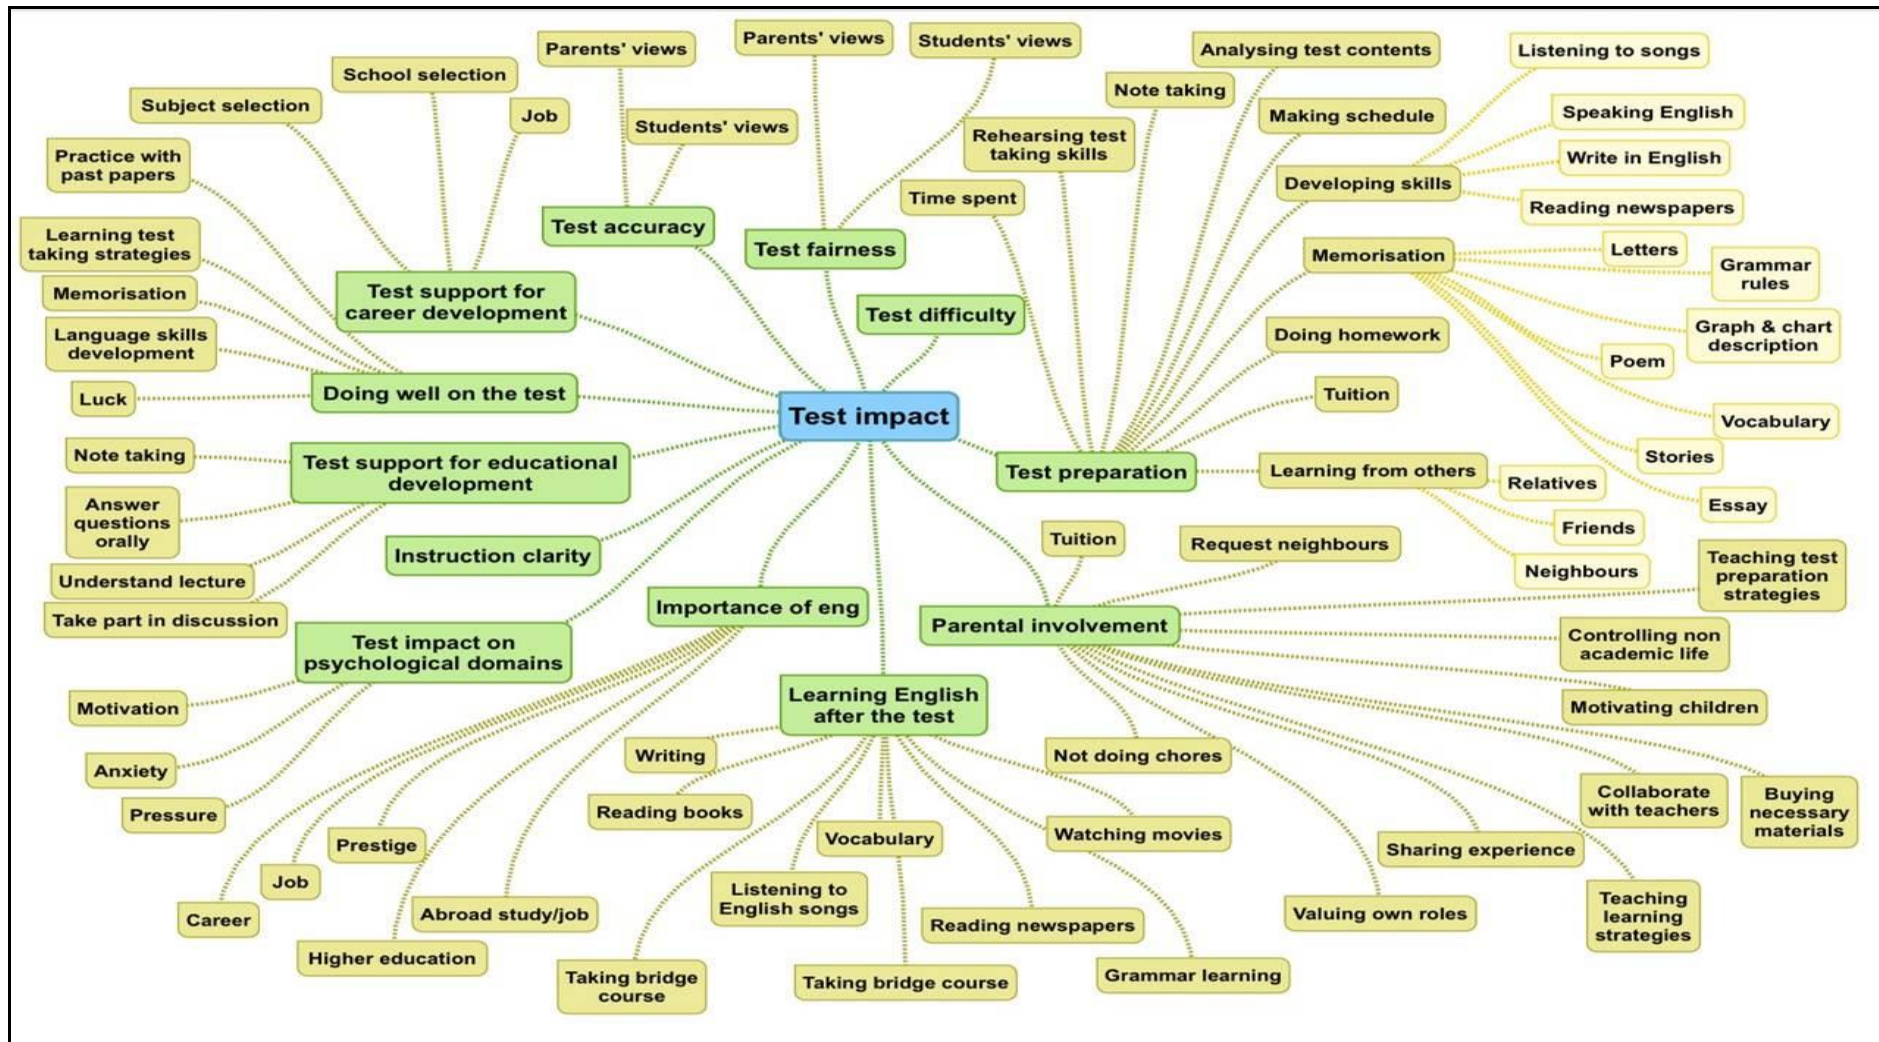 Test impact
Test accuracy
Parents' views
Students' views
Test fairness
Parents' views
Students' views
Test difficulty
Test preparation
Time spent
Rehearsing test
taking skills
Note taking
Analysing test contents
Making schedule
Developing skills
Listening to songs
Speaking English
Write in English
Reading newspapers
Memorisation
Letters
Grammar
rules
Graph & chart
description
Poem
Vocabulary
Stories
Essay
Doing homework
Tuition
Learning from others
Relatives
Friends
Neighbours
Parental involvement
Tuition
Request neighbours
Teaching test
preparation
strategies
Controlling non
academic life
Motivating children
Buying
necessary
materials
Collaborate
with teachers
Teaching
learning
strategies
Sharing experience
Valuing own roles
Not doing chores
Learning English
after the test
Writing
Reading books
Taking bridge
course
Listening to
English songs
Vocabulary
Taking bridge course
Reading newspapers
Grammar learning
Watching movies
Importance of eng
Career
Job
Prestige
Higher education
Abroad study/job
Test impact on
psychological domains
Motivation
Anxiety
Pressure
Instruction clarity
Test support for educational
development
Note taking
Answer
questions
orally
Understand lecture
Take part in discussion
Doing well on the test
Practice with
past papers
Learning test
taking strategies
Memorisation
Language skills
development
Luck
Test support for
career development
Subject selection
School selection
Job